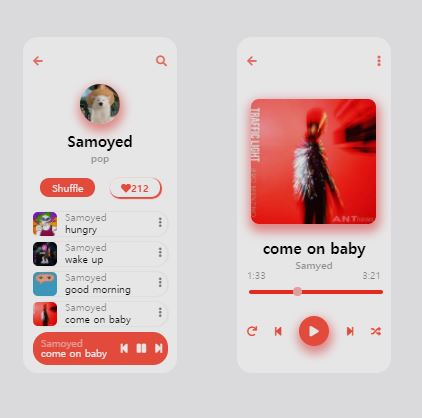 Samoyed
pop
Shuffle
212
Samoyed
hungry
Samoyed
wake up
Samoyed
good morning
Samoyed
come on baby
Samoyed
come on baby
TRAFFIC LIGHT
come on baby
Samyed
1:33
3:21